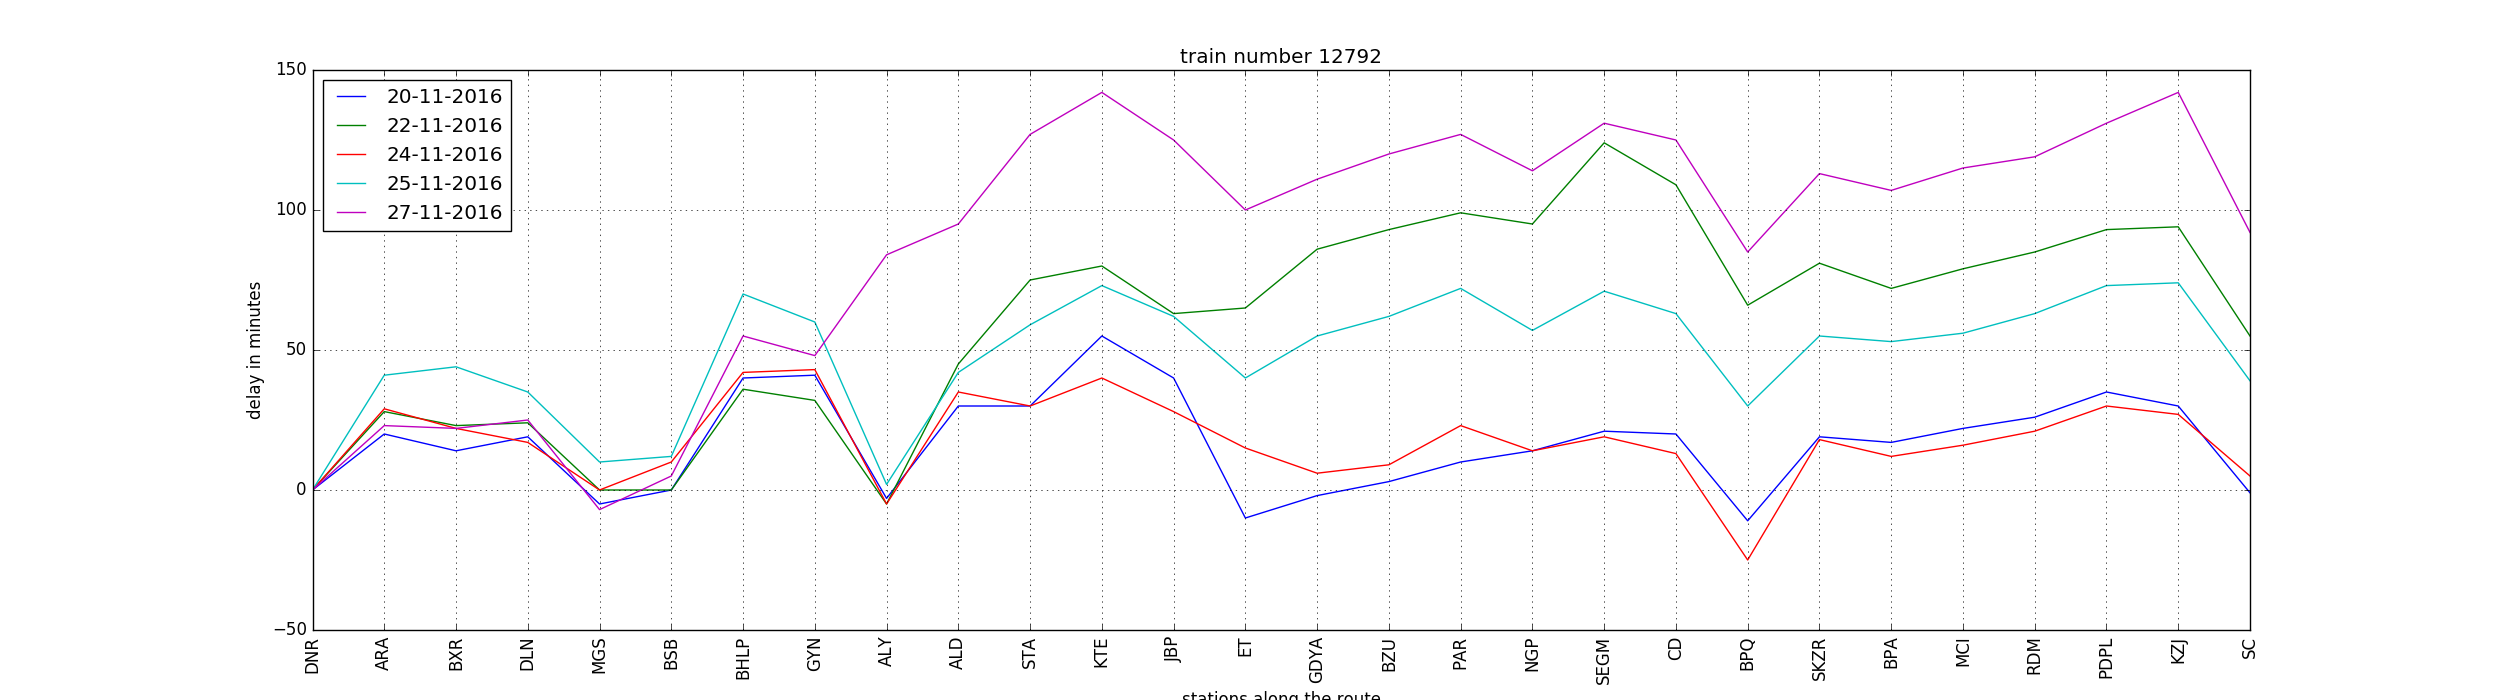 train number 12792
150
100
50
0
−50
delay in minutes
20-11-2016
22-11-2016
24-11-2016
25-11-2016
27-11-2016
DNR
ARA
BXR
DLN
MGS
BSB
BHLP
GYN
ALY
ALD
STA
KTE
JBP
ET
GDYA
BZU
PAR
NGP
SEGM
CD
BPQ
SKZR
BPA
MCI
RDM
PDPL
KZJ
SC
stations along the route